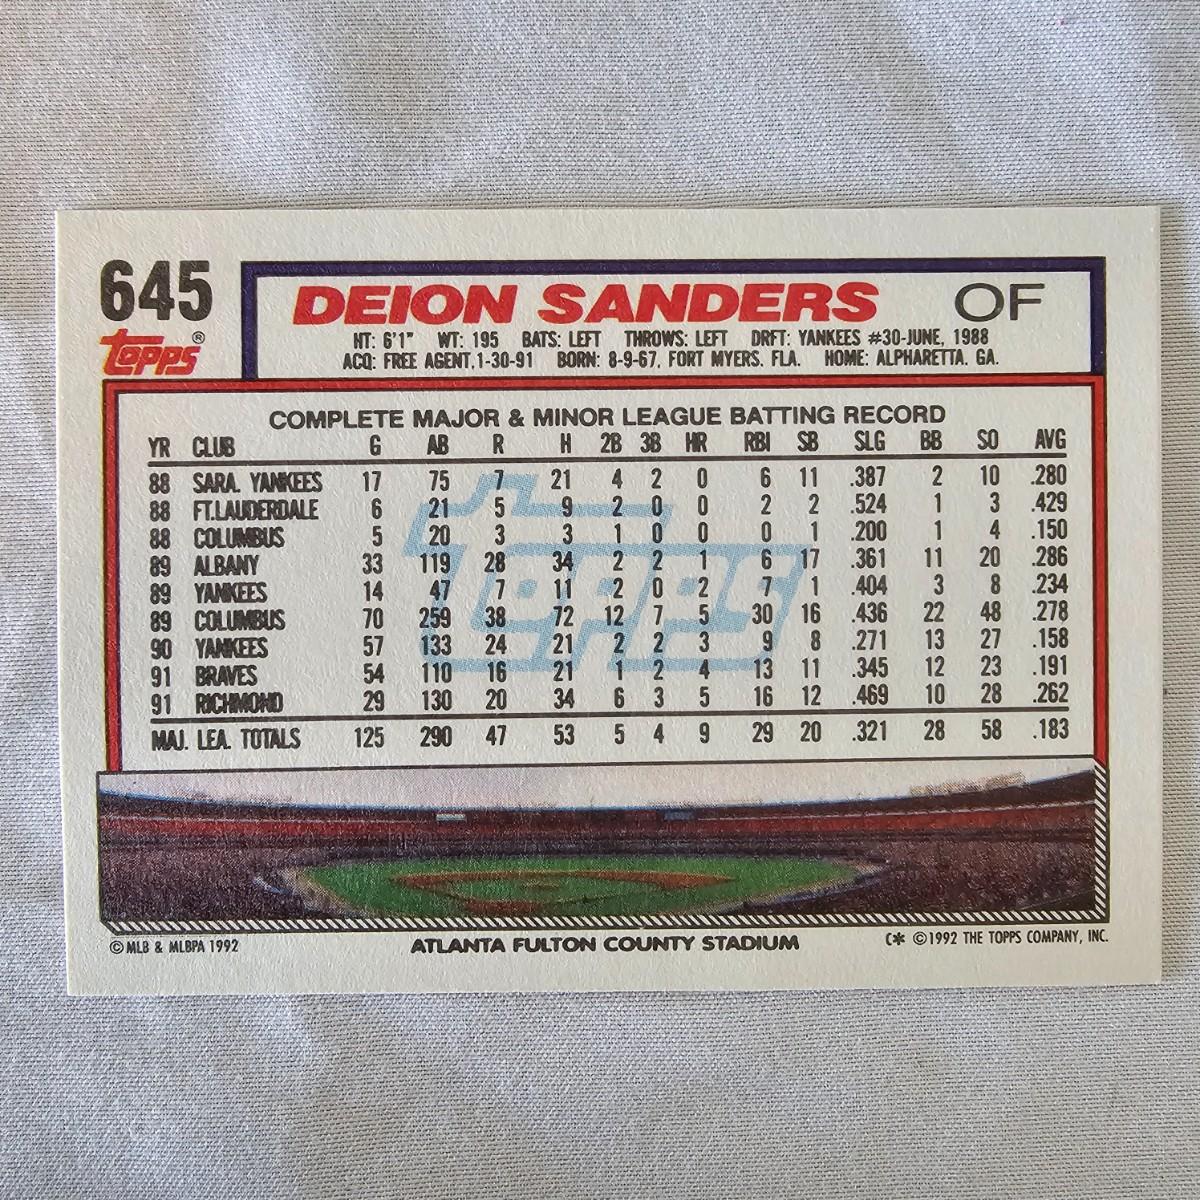 645
Topps®
DEION SANDERS OF
HT: 6'1" WT: 195 BATS: LEFT THROWS: LEFT DRFT: YANKEES #30-JUNE, 1988
ACQ: FREE AGENT,1-30-91 BORN: 8-9-67, FORT MYERS. FLA. HOME: ALPHARETTA. GA.
COMPLETE MAJOR & MINOR LEAGUE BATTING RECORD
YR CLUB G AB R H 2B 3B HR RBI SB SLG BB SO AVG
88 SARA. YANKEES 17 75 7 21 4 2 0 6 11 .387 2 10 .280
88 FT.LAUDERDALE 6 21 5 9 2 0 0 2 2 .524 1 3 .429
88 COLUMBUS 5 20 3 3 1 0 0 0 1 .200 1 4 .150
89 ALBANY 33 119 28 34 2 2 1 6 17 .361 11 20 .286
89 YANKEES 14 47 7 11 2 0 2 7 1 .404 3 8 .234
89 COLUMBUS 70 259 38 72 12 7 5 30 16 .436 22 48 .278
90 YANKEES 57 133 24 21 2 2 3 9 8 .271 13 27 .158
91 BRAVES 54 110 16 21 1 2 4 13 11 .345 12 23 .191
91 RICHMOND 29 130 20 34 6 3 5 16 12 .469 10 28 .262
MAJ. LEA. TOTALS 125 290 47 53 5 4 9 29 20 .321 28 58 .183
Topps
© MLB & MLBPA 1992 ATLANTA FULTON COUNTY STADIUM C* ©1992 THE TOPPS COMPANY, INC.